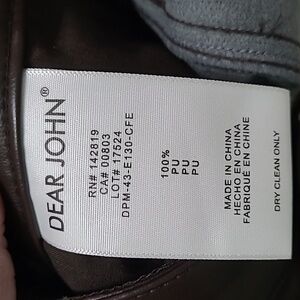 DEAR JOHN®
RN# 142819
CA# 00803
LOT# 17524
DPM-43-E130-CFE
100%
PU
PU
PU
MADE IN CHINA
HECHO EN CHINA
FABRIQUÉ EN CHINE
DRY CLEAN ONLY